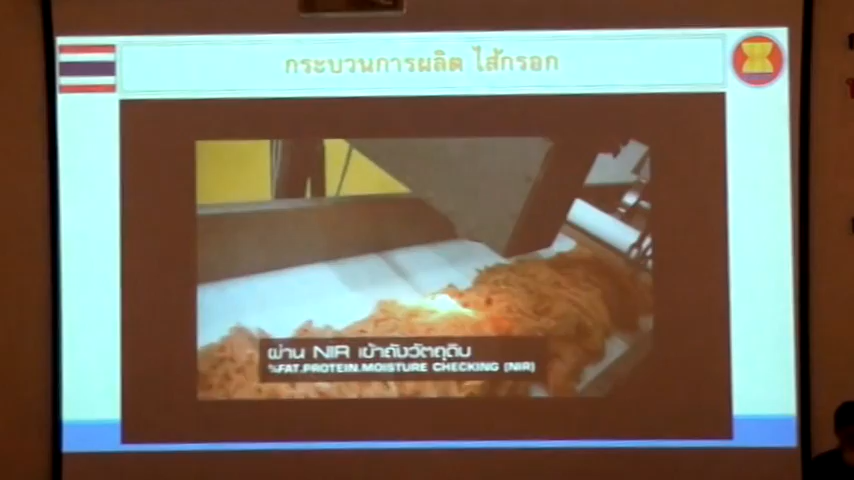 กระบวนการผลิต ไส้กรอก
ผ่าน NIR เข้าถังวัตถุดิบ
%FAT.PROTEIN.MOISTURE CHECKING (NIR)